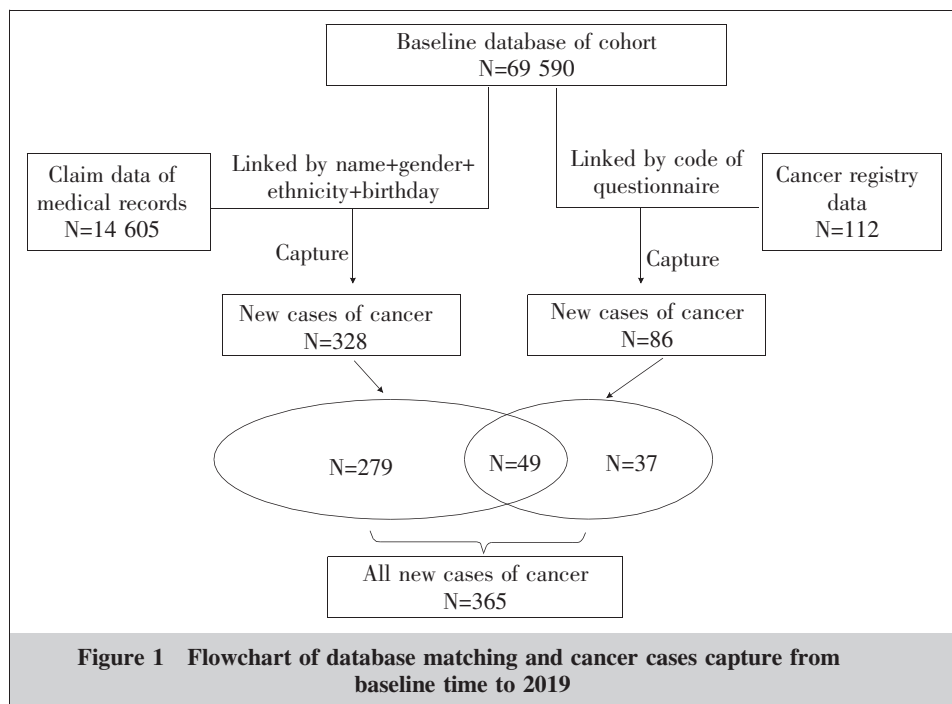 Baseline database of cohort
N=69 590
Claim data of
medical records
N=14 605
Linked by name+gender+
ethnicity+birthday
Linked by code of
questionnaire
Cancer registry
data
N=112
Capture
Capture
New cases of cancer
N=328
New cases of cancer
N=86
N=279
N=49
N=37
All new cases of cancer
N=365
Figure 1 Flowchart of database matching and cancer cases capture from
baseline time to 2019